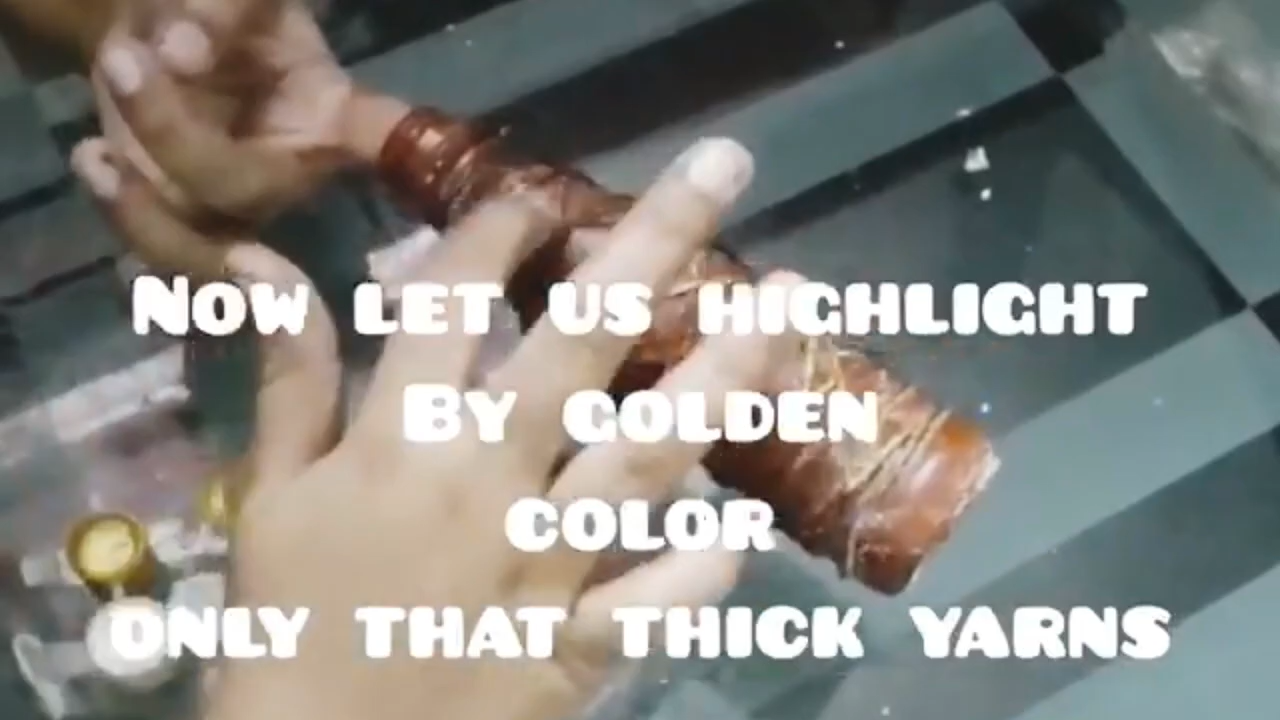 Now LET US HIGHLIGHT
By GOLDEN
COLOR
ONLY THAT THICK YARNS